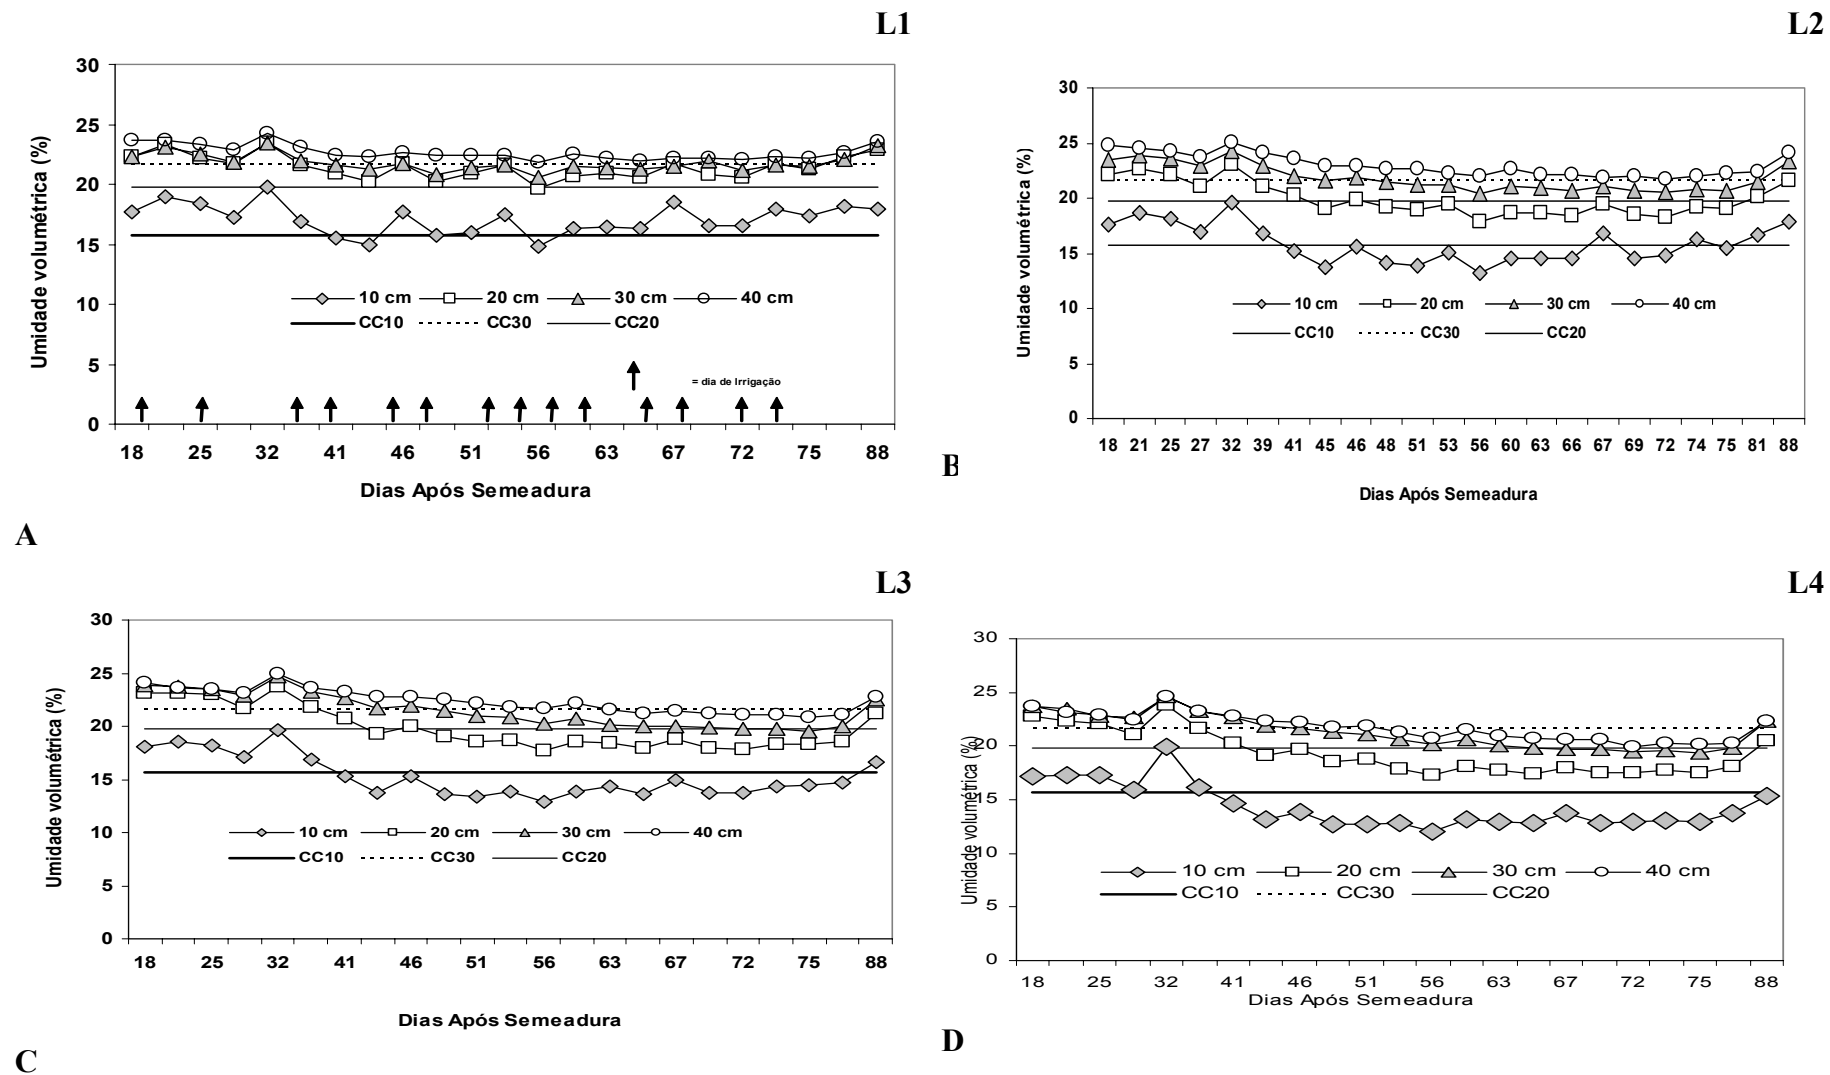 L1
30
25
20
15
10
5
0
Umidade volumétrica (%)
10 cm 20 cm 30 cm 40 cm
CC10 CC30 CC20
= dia de Irrigação
18 25 32 41 46 51 56 63 67 72 75 88
Dias Após Semeadura
A
L2
30
25
20
15
10
5
0
Umidade volumétrica (%)
10 cm 20 cm 30 cm 40 cm
CC10 CC30 CC20
18 21 25 27 32 39 41 45 46 48 51 53 56 60 63 66 67 69 72 74 75 81 88
Dias Após Semeadura
B
L3
30
25
20
15
10
5
0
Umidade volumétrica (%)
10 cm 20 cm 30 cm 40 cm
CC10 CC30 CC20
18 25 32 41 46 51 56 63 67 72 75 88
Dias Após Semeadura
C
L4
30
25
20
15
10
5
0
Umidade volumétrica (%)
10 cm 20 cm 30 cm 40 cm
CC10 CC30 CC20
18 25 32 41 46 51 56 63 67 72 75 88
Dias Após Semeadura
D